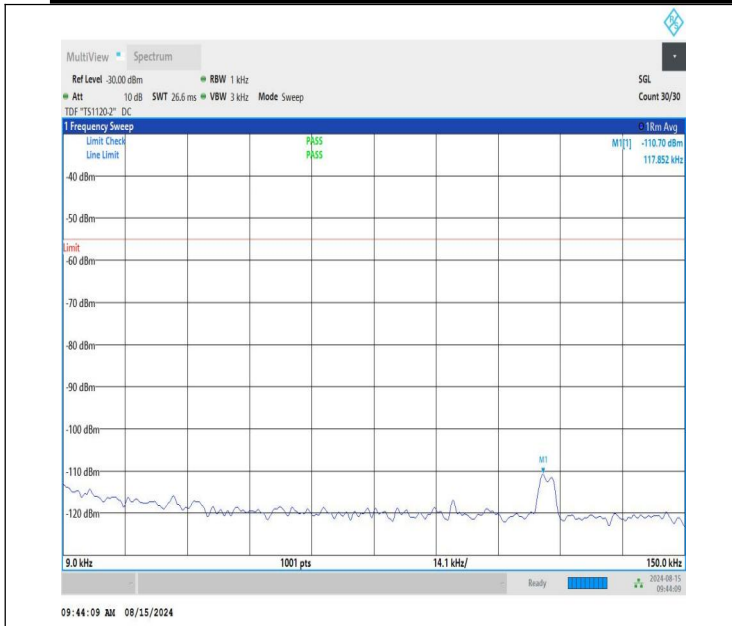 R&S
MultiView Spectrum
Ref Level -30.00 dBm RBW 1 kHz SGL
Att 10 dB SWT 26.6 ms VBW 3 kHz Mode Sweep Count 30/30
TDF "TS1120-2" DC
1 Frequency Sweep 1Rm Avg
Limit Check PASS M1[1] -110.70 dBm
Line Limit PASS 117.852 kHz
-40 dBm
-50 dBm
Limit
-60 dBm
-70 dBm
-80 dBm
-90 dBm
-100 dBm
M1
-110 dBm
-120 dBm
9.0 kHz 1001 pts 14.1 kHz/ 150.0 kHz
Ready 2024-08-15
09:44:09
09:44:09 AM 08/15/2024